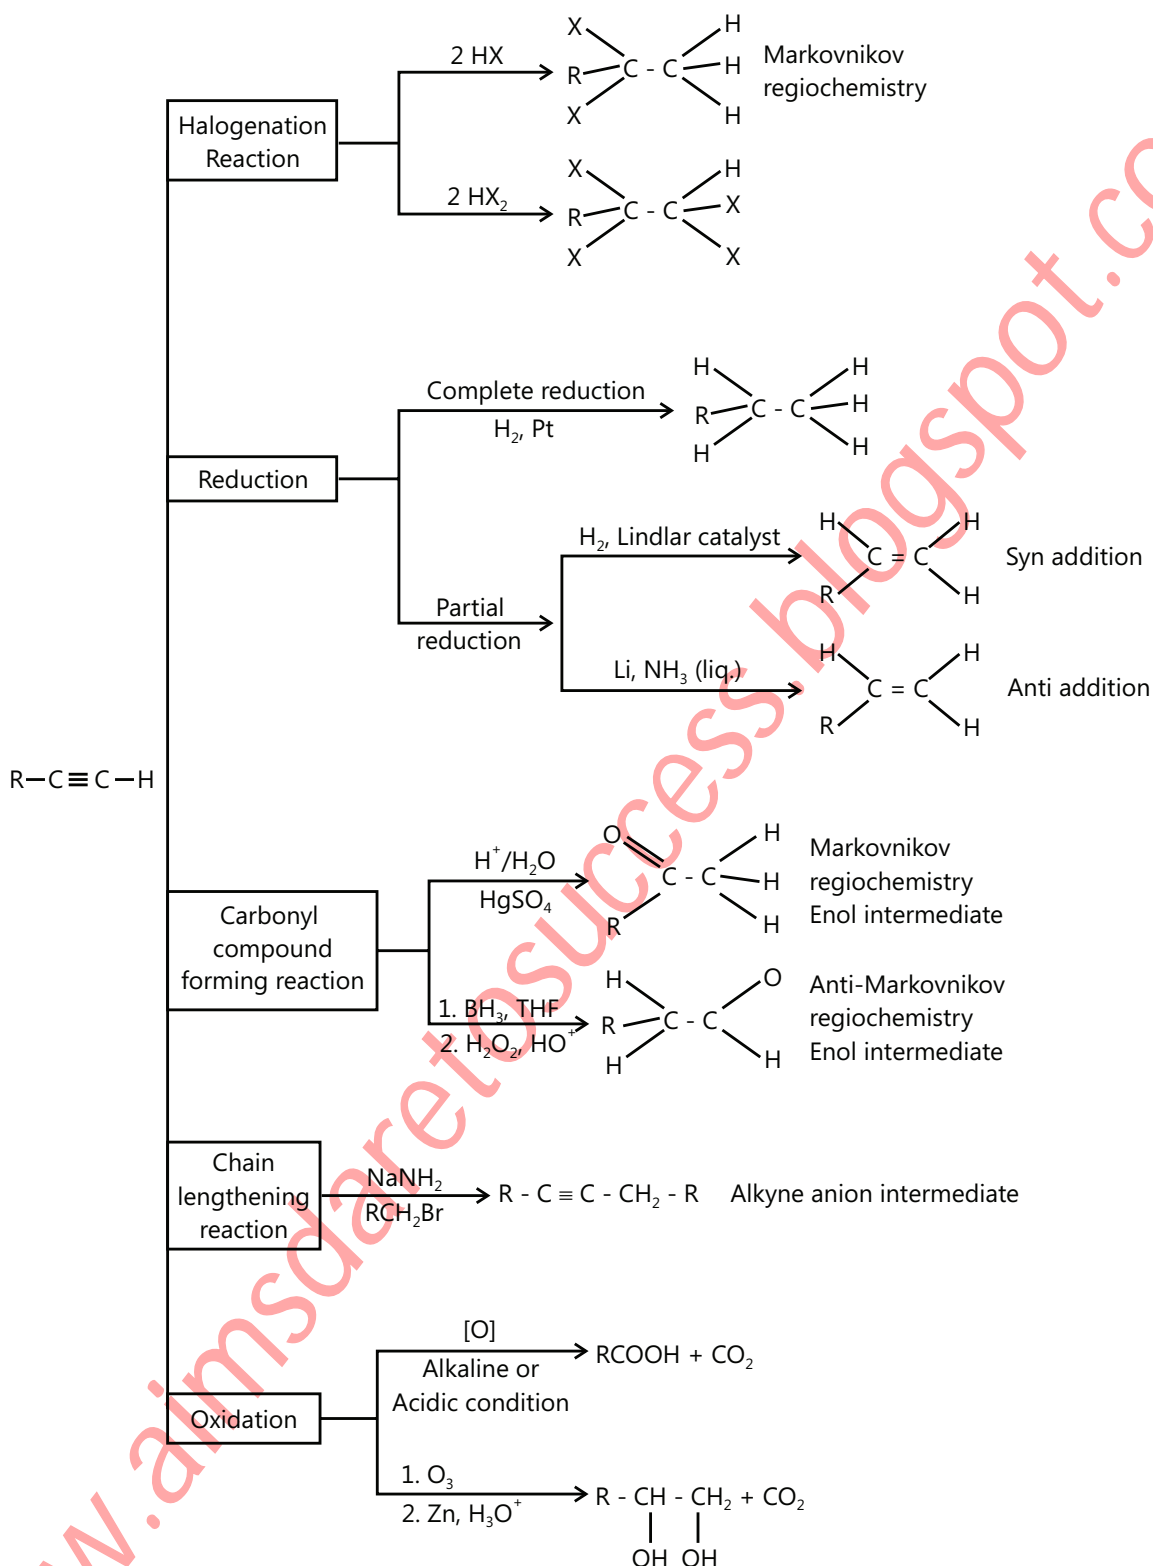 R–C≡C–H
Halogenation
Reaction
2 HX
X H
R C - C H
X H
Markovnikov
regiochemistry
2 HX₂
X H
R C - C X
X X
Reduction
Complete reduction
H₂, Pt
H H
R C - C H
H H
Partial
reduction
H₂, Lindlar catalyst
H H
C = C
R H
Syn addition
Li, NH₃ (liq.)
H H
C = C
R H
Anti addition
Carbonyl
compound
forming reaction
H⁺/H₂O
HgSO₄
O H
C - C H
R H
Markovnikov
regiochemistry
Enol intermediate
1. BH₃, THF
2. H₂O₂, HO⁺
H O
R C - C
H H
Anti-Markovnikov
regiochemistry
Enol intermediate
Chain
lengthening
reaction
NaNH₂
RCH₂Br
R - C ≡ C - CH₂ - R
Alkyne anion intermediate
Oxidation
[O]
Alkaline or
Acidic condition
RCOOH + CO₂
1. O₃
2. Zn, H₃O⁺
R - CH - CH₂ + CO₂
OH OH
w.aimsdaretosuccess.blogspot.co